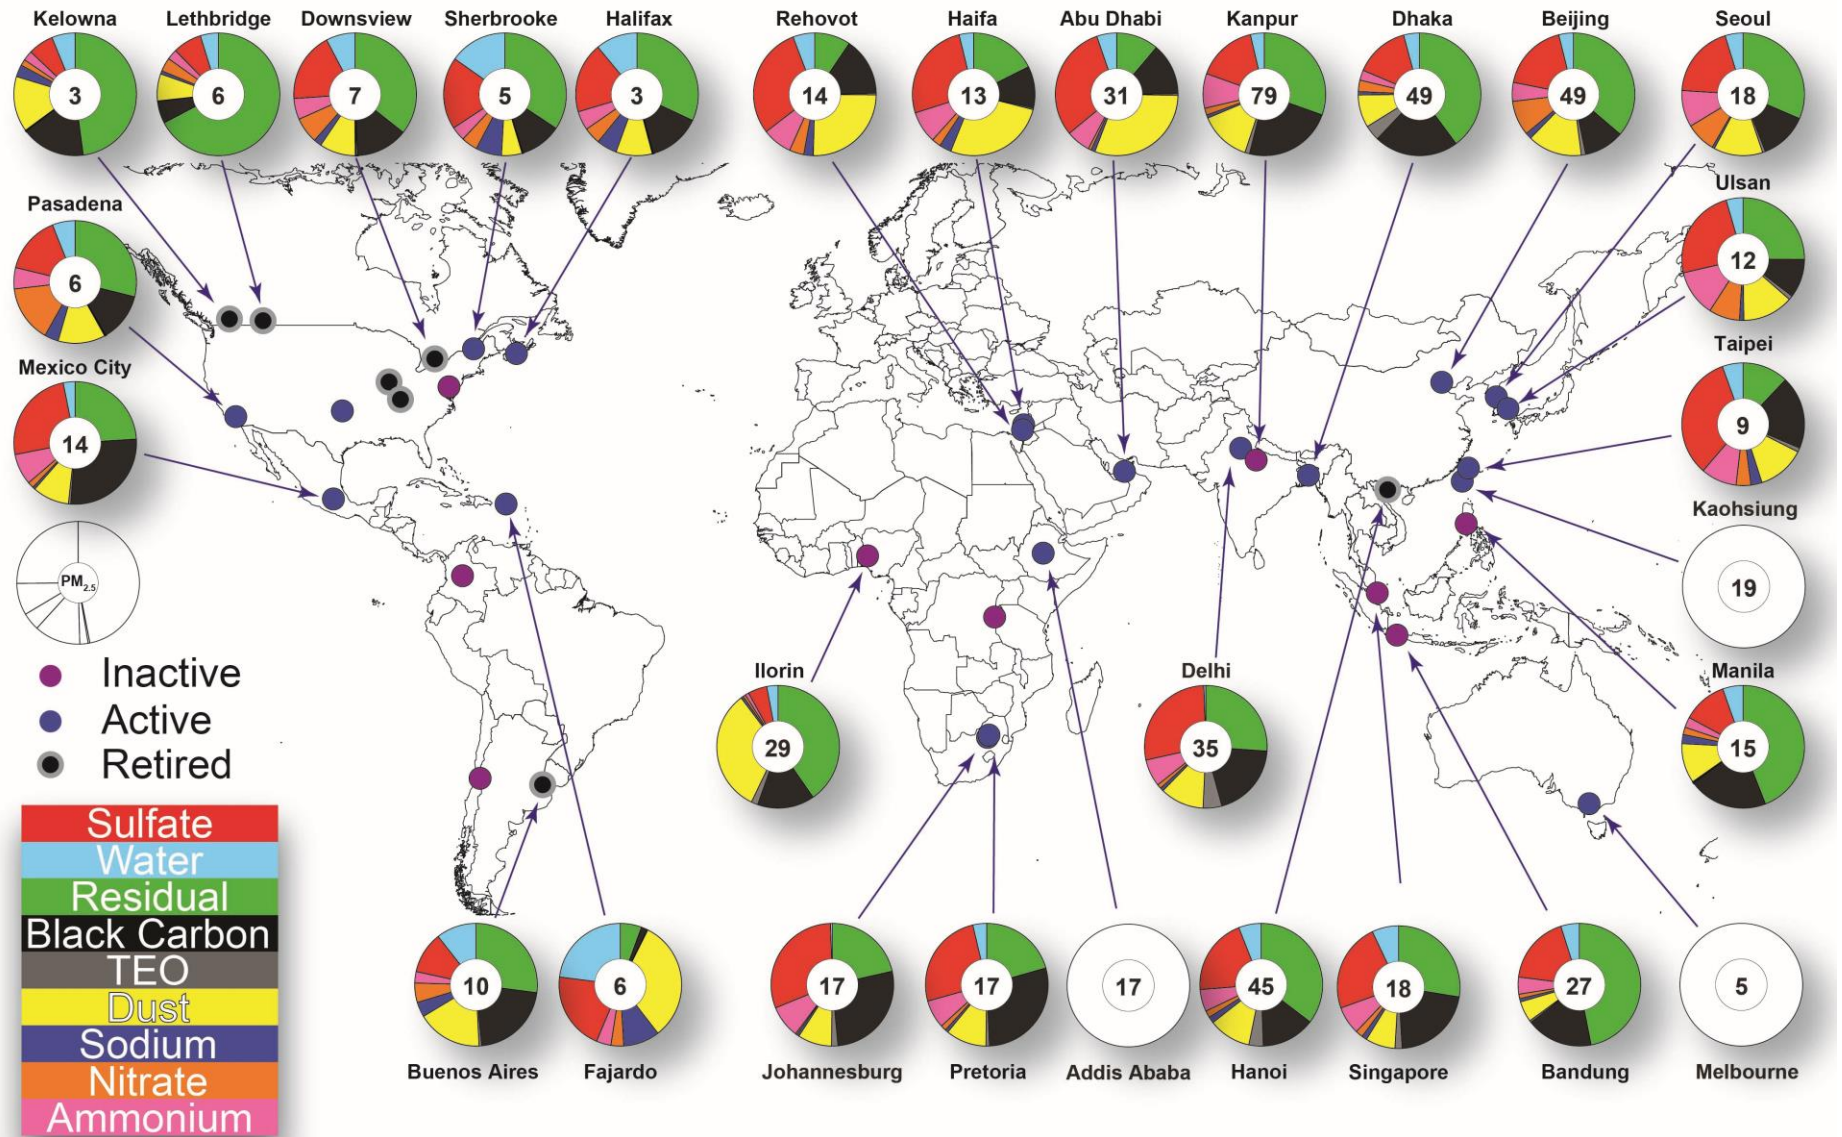 Kelowna
Lethbridge
Downsview
Sherbrooke
Halifax
Rehovot
Haifa
Abu Dhabi
Kanpur
Dhaka
Beijing
Seoul
3
6
7
5
3
14
13
31
79
49
49
18
Pasadena
6
Ulsan
12
Mexico City
14
Taipei
9
Kaohsiung
19
PM2.5
Inactive
Active
Retired
Ilorin
29
Delhi
35
Manila
15
Sulfate
Water
Residual
Black Carbon
TEO
Dust
Sodium
Nitrate
Ammonium
10
6
17
17
17
45
18
27
5
Buenos Aires
Fajardo
Johannesburg
Pretoria
Addis Ababa
Hanoi
Singapore
Bandung
Melbourne